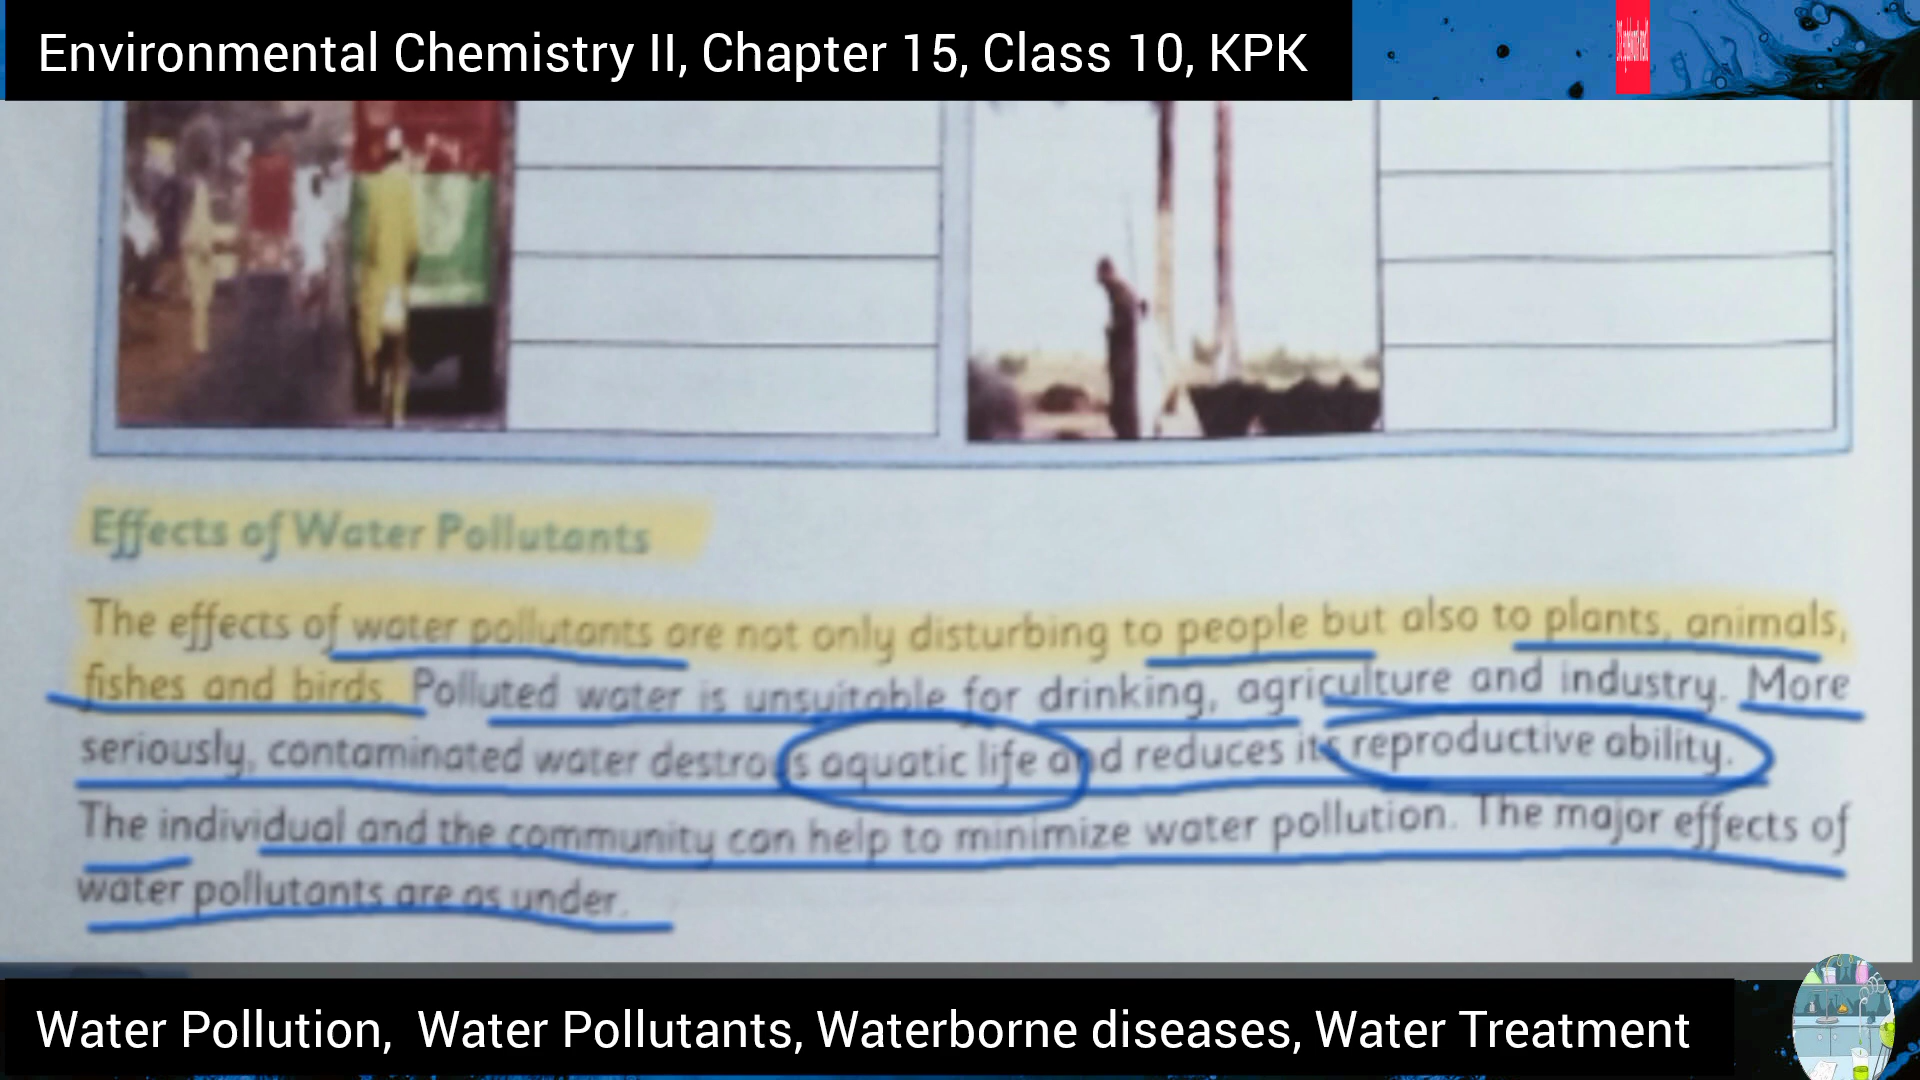 Environmental Chemistry II, Chapter 15, Class 10, KPK
Effects of Water Pollutants
The effects of water pollutants are not only disturbing to people but also to plants, animals,
fishes and birds. Polluted water is unsuitable for drinking, agriculture and industry. More
seriously, contaminated water destroys aquatic life and reduces its reproductive ability.
The individual and the community can help to minimize water pollution. The major effects of
water pollutants are as under.
Water Pollution, Water Pollutants, Waterborne diseases, Water Treatment